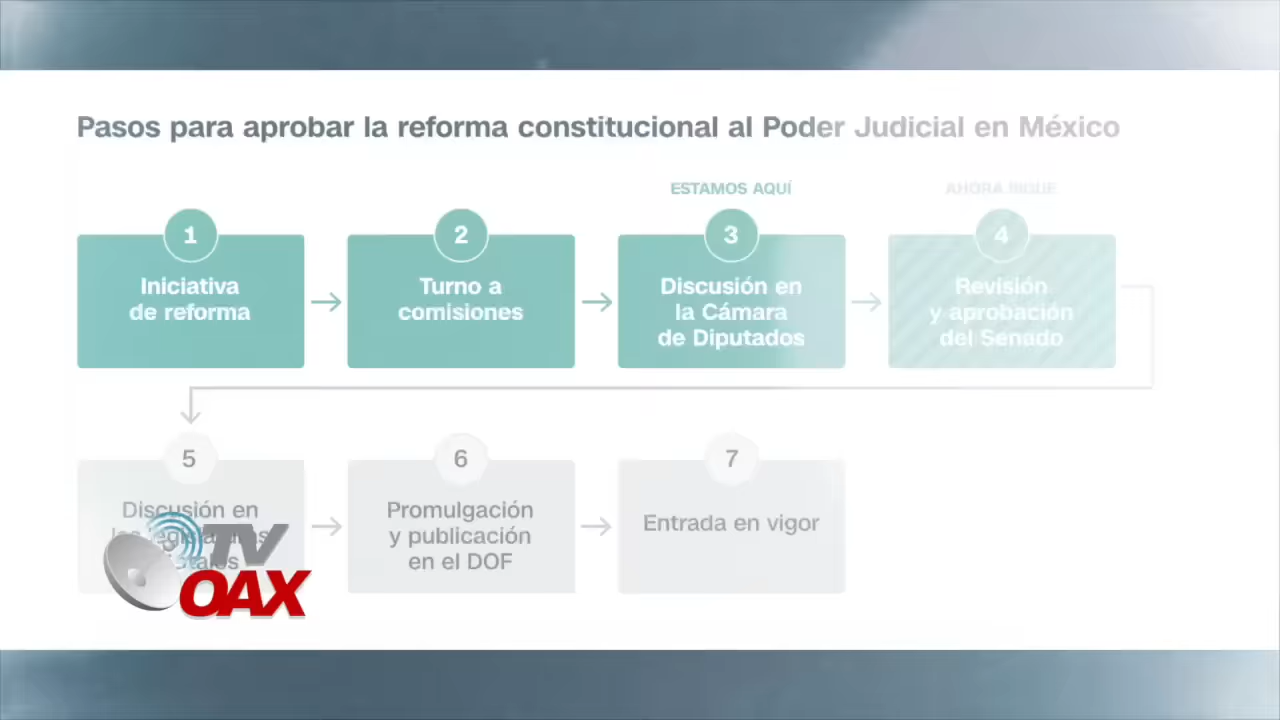 Pasos para aprobar la reforma constitucional al Poder Judicial en México
ESTAMOS AQUÍ
AHORA SIGUE
1
Iniciativa
de reforma
2
Turno a
comisiones
3
Discusión en
la Cámara
de Diputados
4
Revisión
y aprobación
del Senado
5
Discusión en
6
Promulgación
y publicación
en el DOF
7
Entrada en vigor
TV
OAX